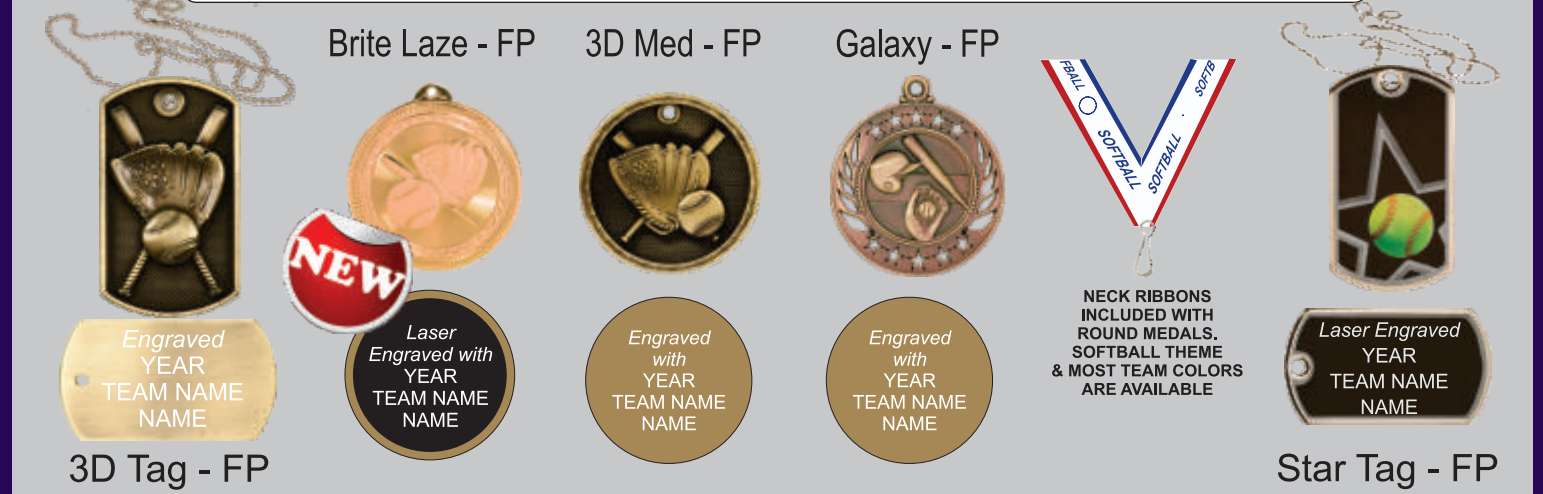 Brite Laze - FP
3D Med - FP
Galaxy - FP
FBALL
SOFTBALL
SOFTB
SOFTBALL
NEW
Engraved
YEAR
TEAM NAME
NAME
3D Tag - FP
Laser
Engraved with
YEAR
TEAM NAME
NAME
Engraved
with
YEAR
TEAM NAME
NAME
Engraved
with
YEAR
TEAM NAME
NAME
NECK RIBBONS
INCLUDED WITH
ROUND MEDALS.
SOFTBALL THEME
& MOST TEAM COLORS
ARE AVAILABLE
Laser Engraved
YEAR
TEAM NAME
NAME
Star Tag - FP